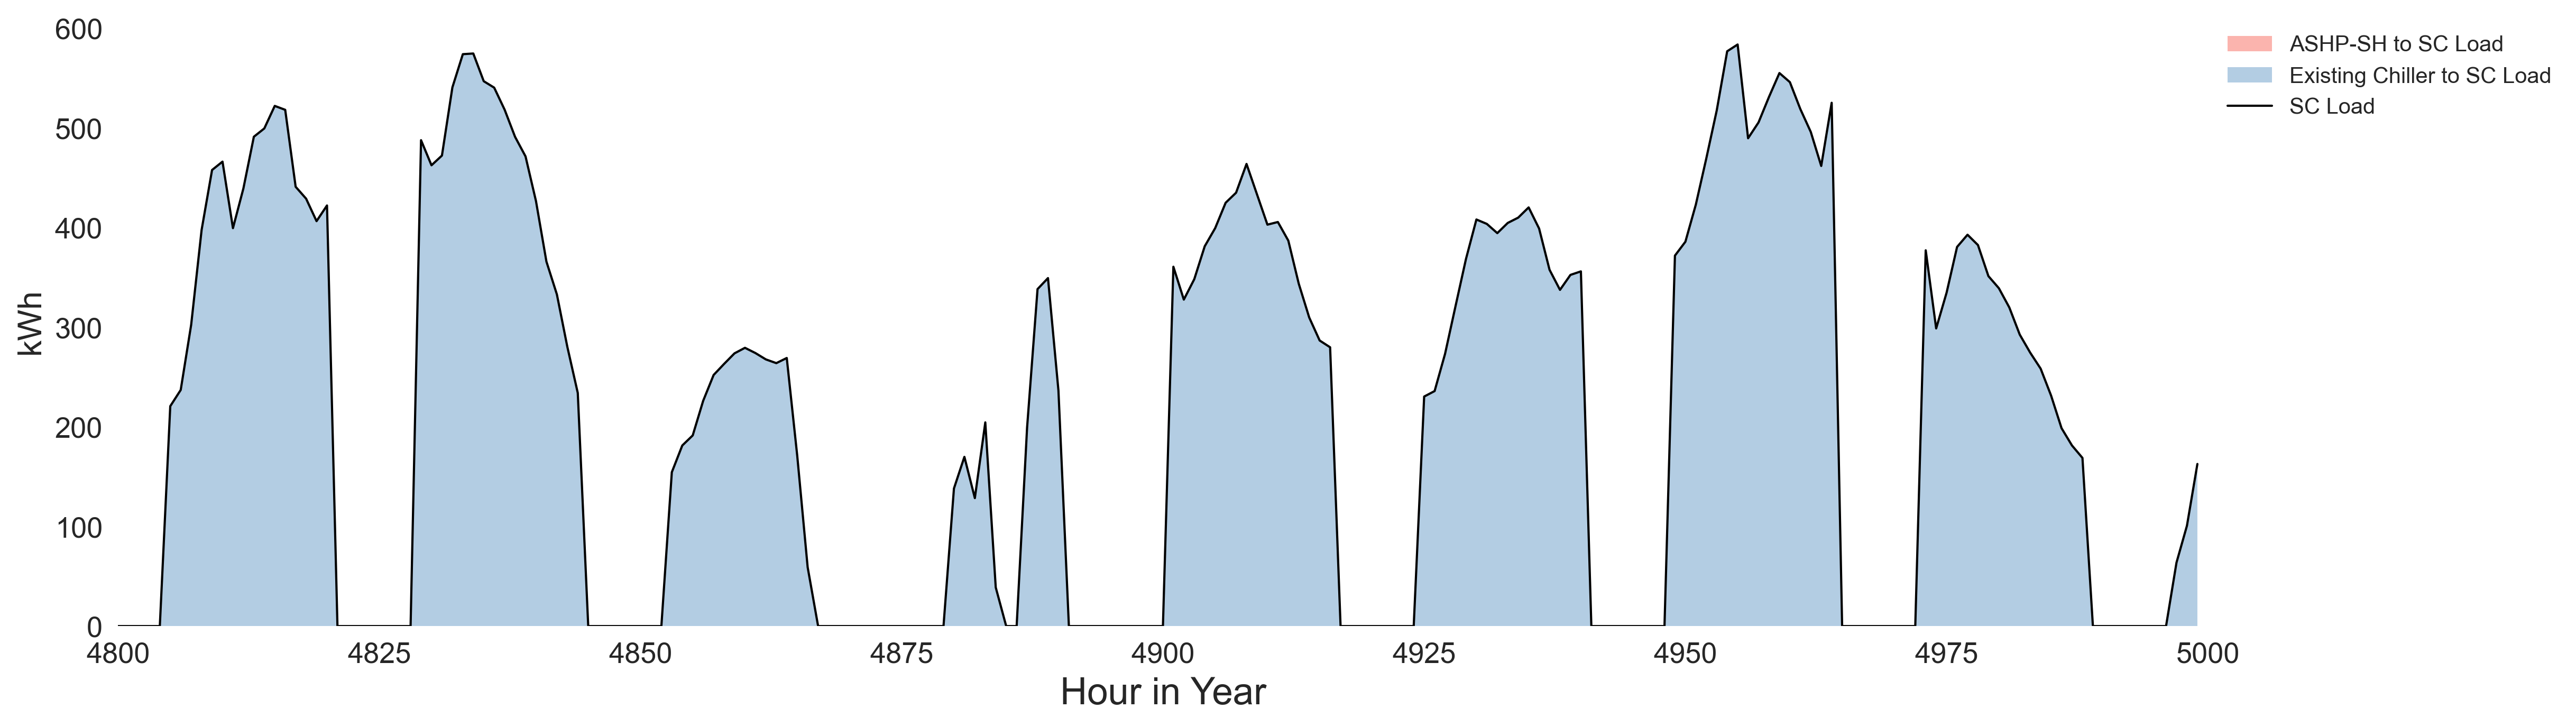 600
500
400
300
200
100
0
kWh
4800 4825 4850 4875 4900 4925 4950 4975 5000
Hour in Year
ASHP-SH to SC Load
Existing Chiller to SC Load
SC Load